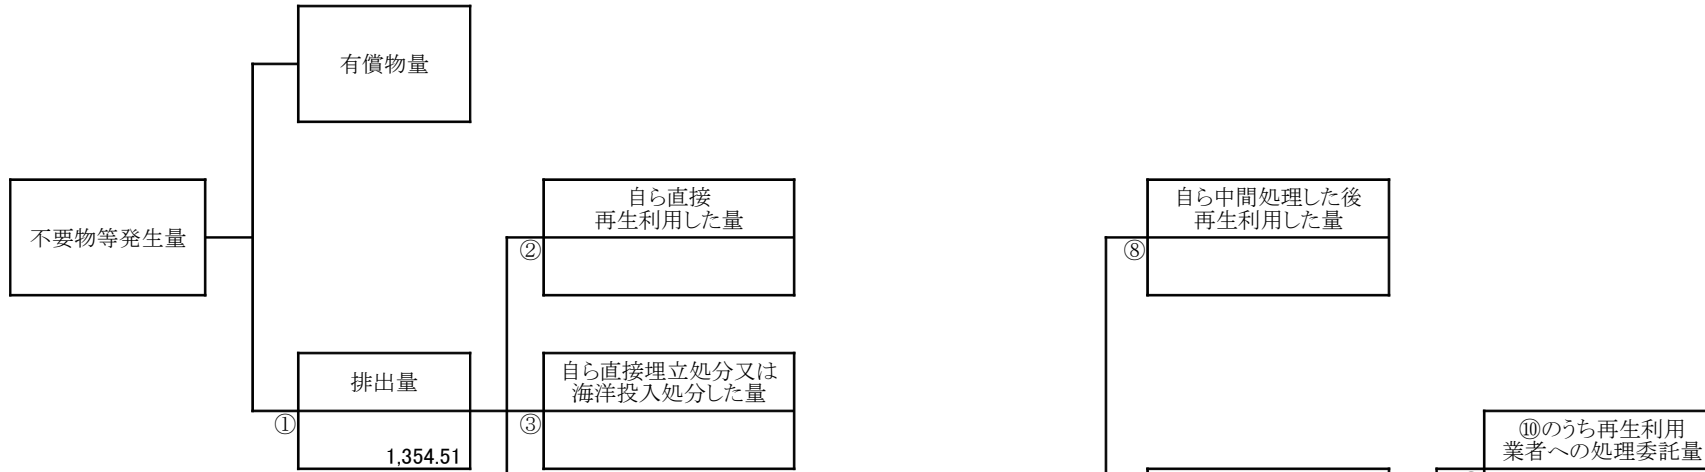 有償物量
不要物等発生量
自ら直接
再生利用した量
②
自ら中間処理した後
再生利用した量
⑧
排出量
①
1,354.51
自ら直接埋立処分又は
海洋投入処分した量
③
⑩のうち再生利用
業者への処理委託量